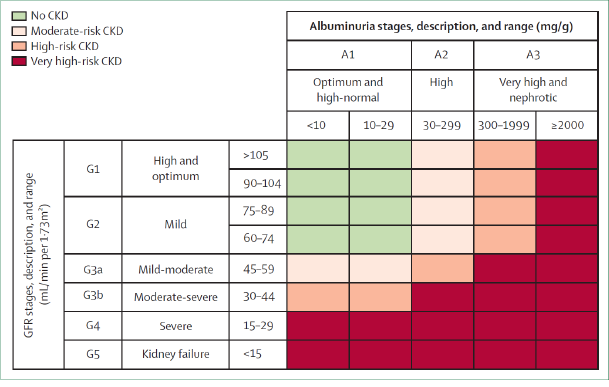 No CKD
Moderate-risk CKD
High-risk CKD
Very high-risk CKD
Albuminuria stages, description, and range (mg/g)
A1 A2 A3
Optimum and high-normal High Very high and nephrotic
<10 10–29 30–299 300–1999 ≥2000
GFR stages, description, and range
(mL/min per 1·73m²)
G1 High and optimum >105
90–104
G2 Mild 75–89
60–74
G3a Mild-moderate 45–59
G3b Moderate-severe 30–44
G4 Severe 15–29
G5 Kidney failure <15